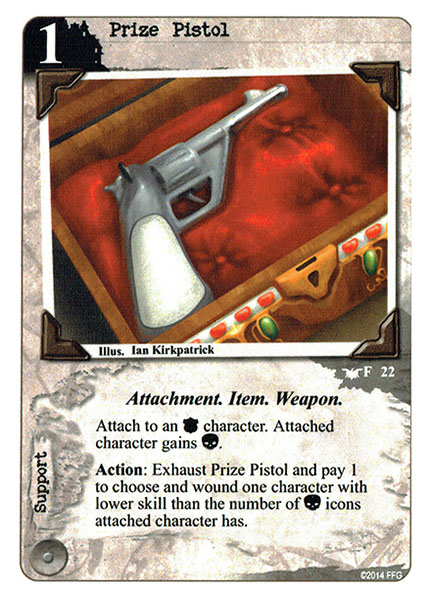 1
Prize Pistol
Illus. Ian Kirkpatrick
F 22
Attachment. Item. Weapon.
Attach to an character. Attached
character gains .
Action: Exhaust Prize Pistol and pay 1
to choose and wound one character with
lower skill than the number of icons
attached character has.
Support
©2014 FFG